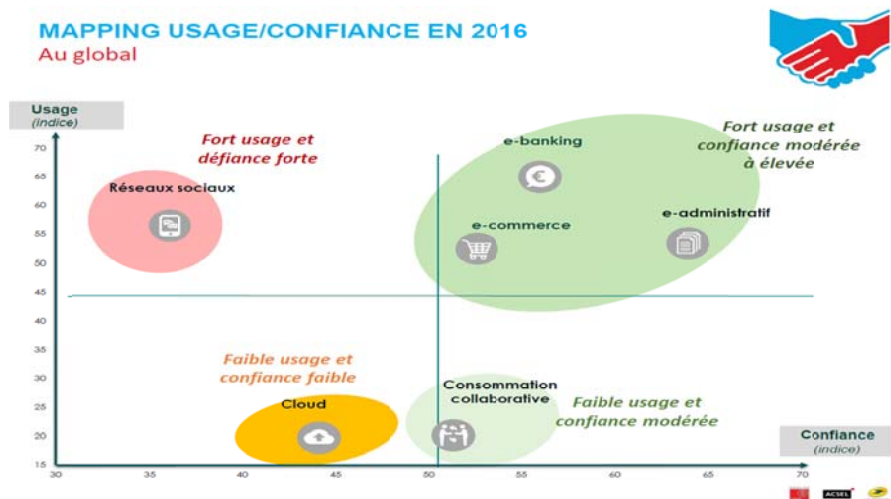 MAPPING USAGE/CONFIANCE EN 2016
Au global
Usage
(indice)
Fort usage et
défiance forte
Fort usage et
confiance modérée
à élevée
e-banking
Réseaux sociaux
e-commerce
e-administratif
70
65
60
55
50
45
40
35
30
25
20
15
Faible usage et
confiance faible
Cloud
Consommation
collaborative
Faible usage et
confiance modérée
Confiance
(indice)
30 35 40 45 50 55 60 65 70
ACSEL